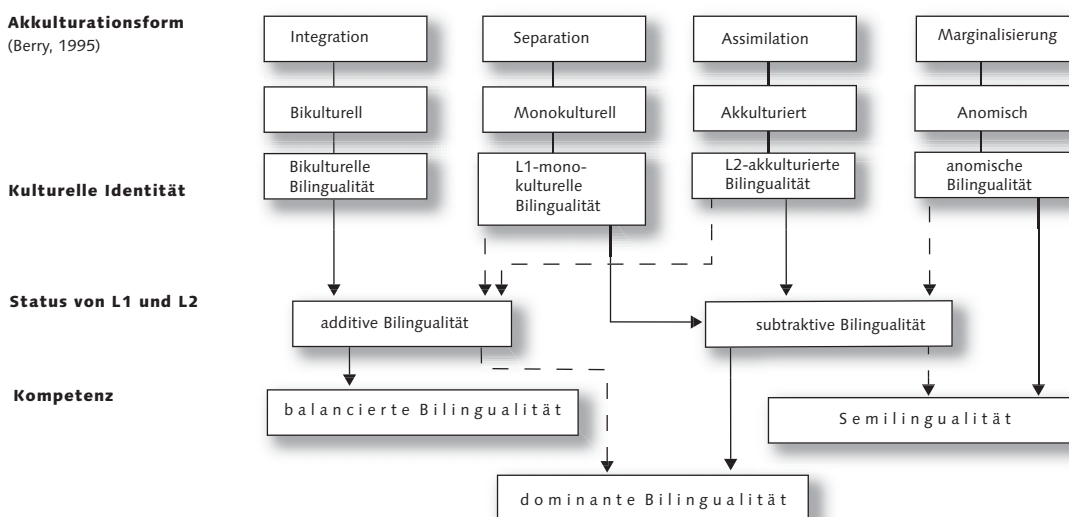 Akkulturationsform
(Berry, 1995)
Integration
Separation
Assimilation
Marginalisierung
Bikulturell
Monokulturell
Akkulturiert
Anomisch
Kulturelle Identität
Bikulturelle
Bilingualität
L1-mono-
kulturelle
Bilingualität
L2-akkulturierte
Bilingualität
anomische
Bilingualität
Status von L1 und L2
additive Bilingualität
subtraktive Bilingualität
Kompetenz
balancierte Bilingualität
Semilingualität
dominante Bilingualität